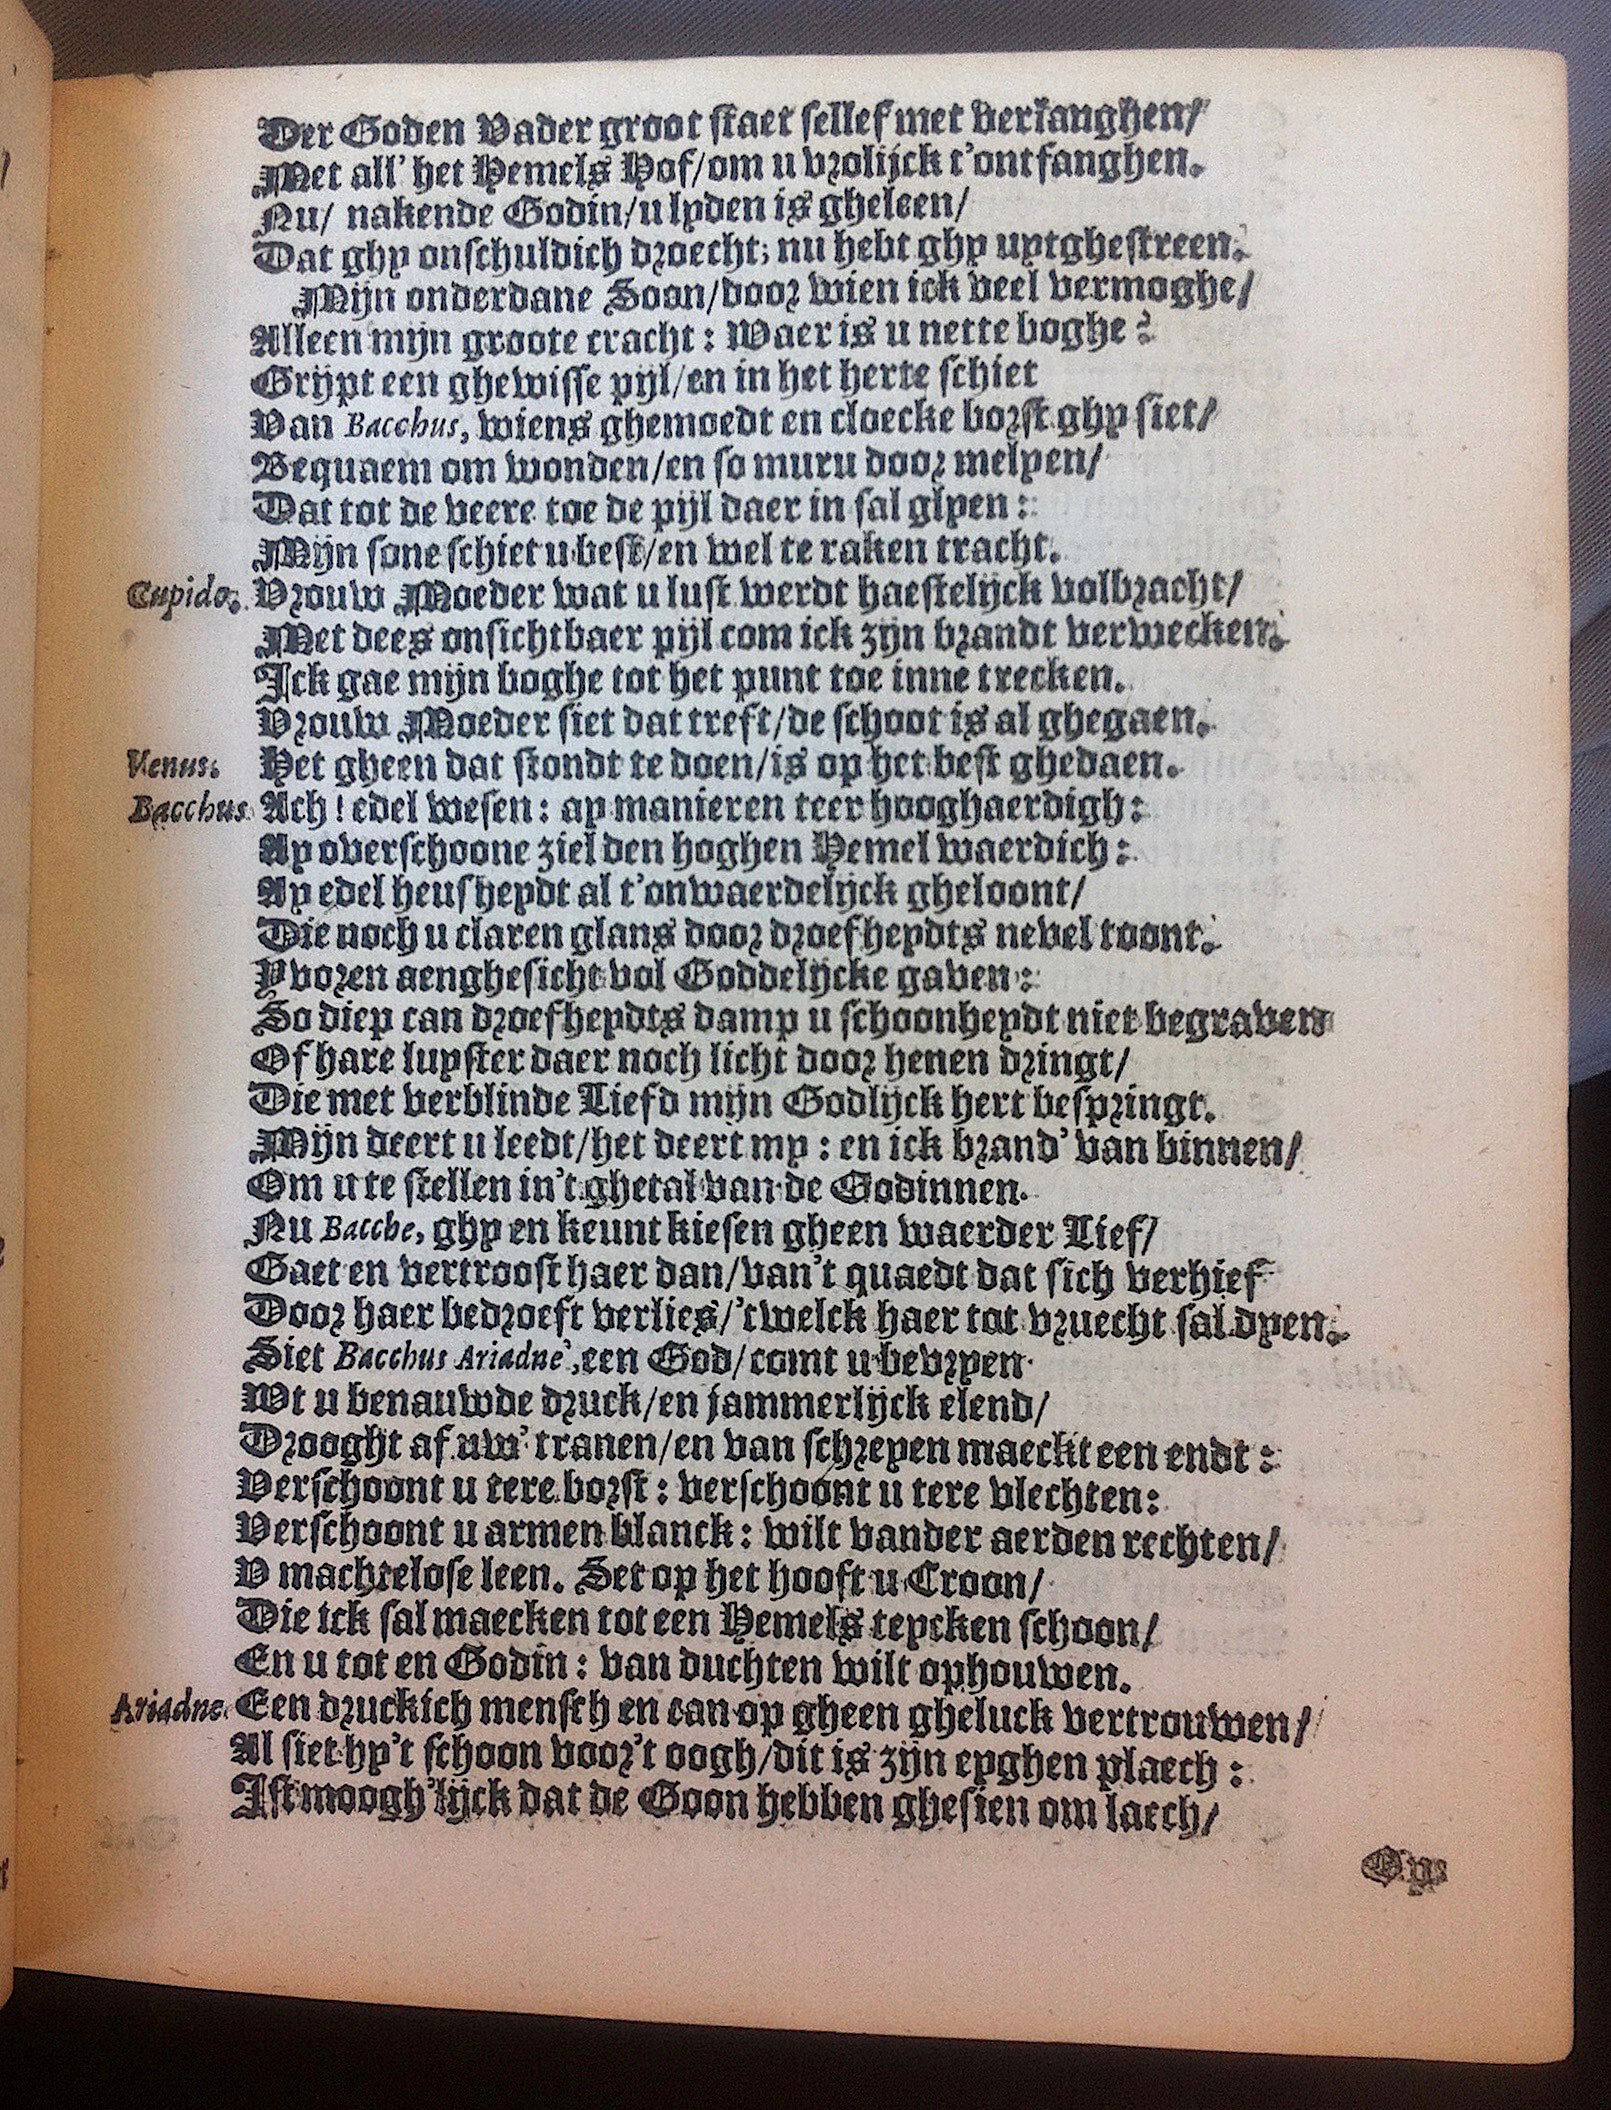 Der Goden Vader groot staet sellef met verlanghen/
Met all' het Hemels Hof/om u vrolijck t'ontfanghen.
Nu/ nakende Godin/u lyden is gheleen/
Dat ghy onschuldich droecht; nu hebt ghy uytghestreen.
Mijn onderdane Soon/door wien ick veel vermoghe/
Alleen mijn groote cracht: Waer is u nette boghe?
Grijpt een ghewisse pijl/en in het herte schiet
Van Bacchus, wiens ghemoedt en cloecke borst ghy siet/
Bequaem om wonden/en so muru door melyen/
Dat tot de veere toe de pijl daer in sal glyen:
Mijn sone schiet u best/en wel te raken tracht.
Cupido. Vrouw Moeder wat u lust werdt haestelijck volbracht/
Met dees onsichtbaer pijl com ick zijn brandt verwecken.
Ick gae mijn boghe tot het punt toe inne trecken.
Vrouw Moeder siet dat treft/de schoot is al ghegaen.
Venus. Het gheen dat stondt te doen/is op het best ghedaen.
Bacchus. Ach! edel wesen: ay manieren teer hooghaerdigh:
Ay overschoone ziel den hoghen Hemel waerdich:
Ay edel heusheydt al t'onwaerdelijck gheloont/
Die noch u claren glans door droefheydts nevel toont.
Yvoren aenghesicht vol Goddelijcke gaven:
So diep can droefheydts damp u schoonheydt niet begraven
Of hare luyster daer noch licht door henen dringt/
Die met verblinde Liefd mijn Godlijck hert bespringt.
Mijn deert u leedt/het deert my: en ick brand' van binnen/
Om u te stellen in't ghetal van de Godinnen.
Nu Bacche, ghy en keunt kiesen gheen waerder Lief/
Gaet en vertroost haer dan/van't quaedt dat sich verhief
Door haer bedroeft verlies/'twelck haer tot vruecht sal dyen.
Siet Bacchus Ariadne', een God/comt u bevryen
Wt u benauwde druck/en jammerlijck elend/
Drooght af uw' tranen/en van schreyen maeckt een endt:
Verschoont u tere borst: verschoont u tere vlechten:
Verschoont u armen blanck: wilt vander aerden rechten/
V machtelose leen. Set op het hooft u Croon/
Die ick sal maecken tot een Hemels teycken schoon/
En u tot en Godin: van duchten wilt ophouwen.
Ariadne. Een druckich mensch en can op gheen gheluck vertrouwen/
Al siet hy't schoon voor't oogh/dit is zijn eyghen plaech:
Ist moogh'lijck dat de Goon hebben ghesien om laech/